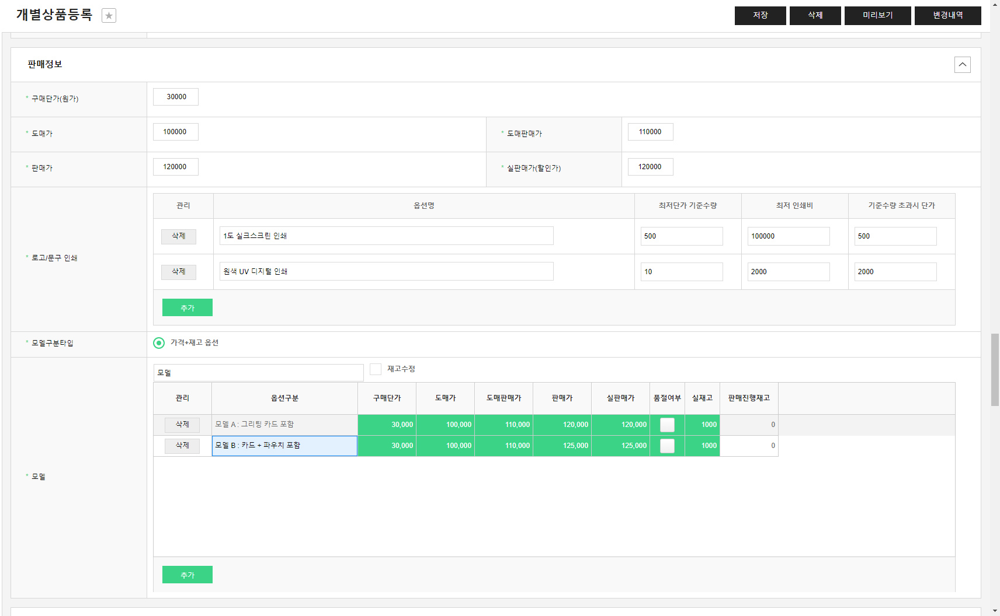 개별상품등록
저장 삭제 미리보기 변경내역
판매정보
* 구매단가(원가) 30000
* 도매가 100000 * 도매판매가 110000
* 판매가 120000 * 실판매가(할인가) 120000
관리 옵션명 최저단가 기준수량 최저 인쇄비 기준수량 초과시 단가
삭제 1도 실크스크린 인쇄 500 100000 500
* 로고/문구 인쇄
삭제 원색 UV 디지털 인쇄 10 2000 2000
추가
* 모델구분타입 가격+재고 옵션
모델 재고수정
관리 옵션구분 구매단가 도매가 도매판매가 판매가 실판매가 품절여부 실재고 판매진행재고
삭제 모델 A : 그리팅 카드 포함 30,000 100,000 110,000 120,000 120,000 1000 0
삭제 모델 B : 카드 + 파우치 포함 30,000 100,000 110,000 125,000 125,000 1000 0
* 모델
추가